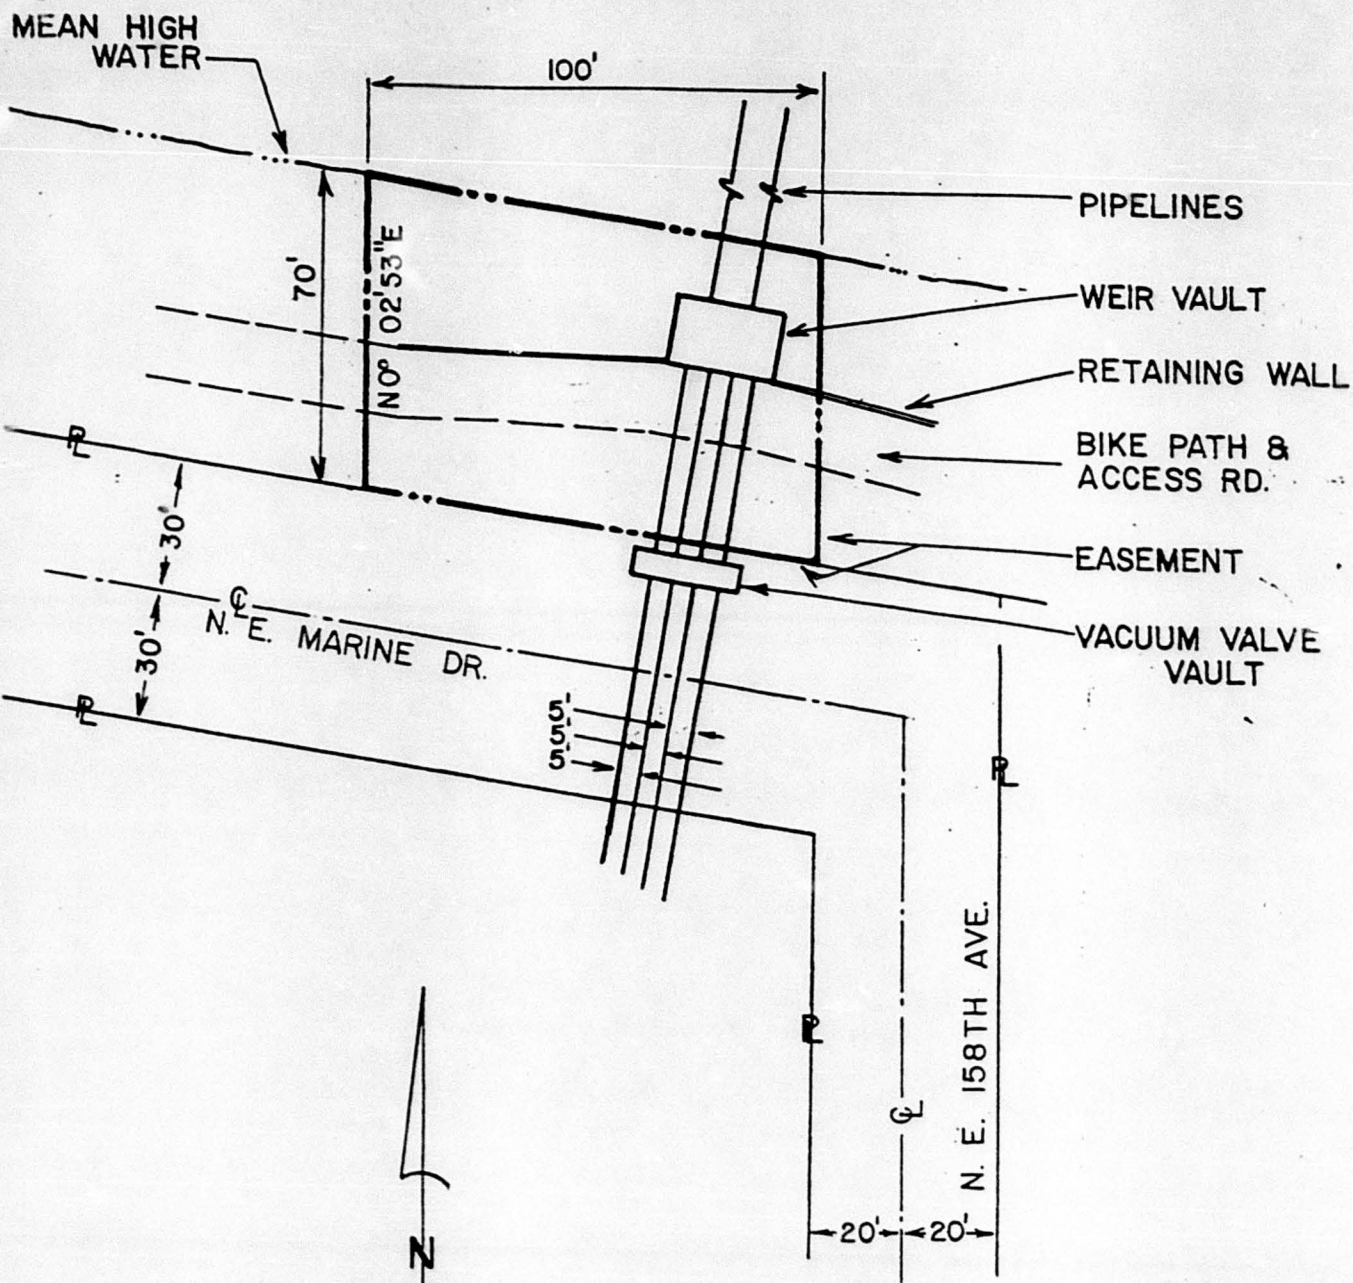 MEAN HIGH
WATER
100'
PIPELINES
70'
N0° 02'53"E
WEIR VAULT
RETAINING WALL
BIKE PATH &
ACCESS RD.
PL
30'
EASEMENT
CL
N. E. MARINE DR.
30'
VACUUM VALVE
VAULT
PL
5'
5'
5'
PL
N. E. 158TH AVE.
PL
CL
20'
20'
N